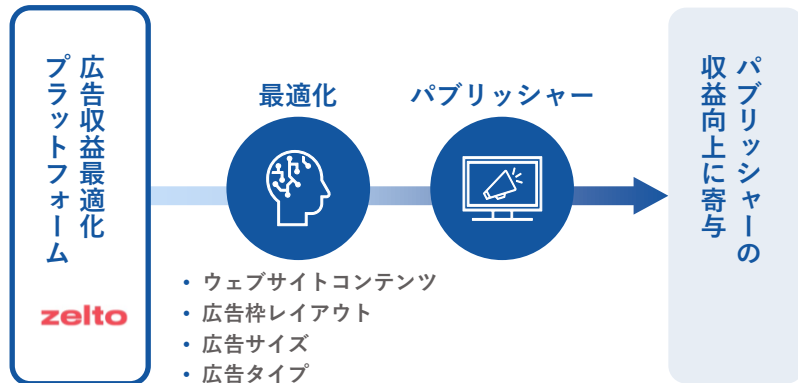 広告収益最適化
プラットフォーム
zelto
最適化
パブリッシャー
• ウェブサイトコンテンツ
• 広告枠レイアウト
• 広告サイズ
• 広告タイプ
パブリッシャーの
収益向上に寄与